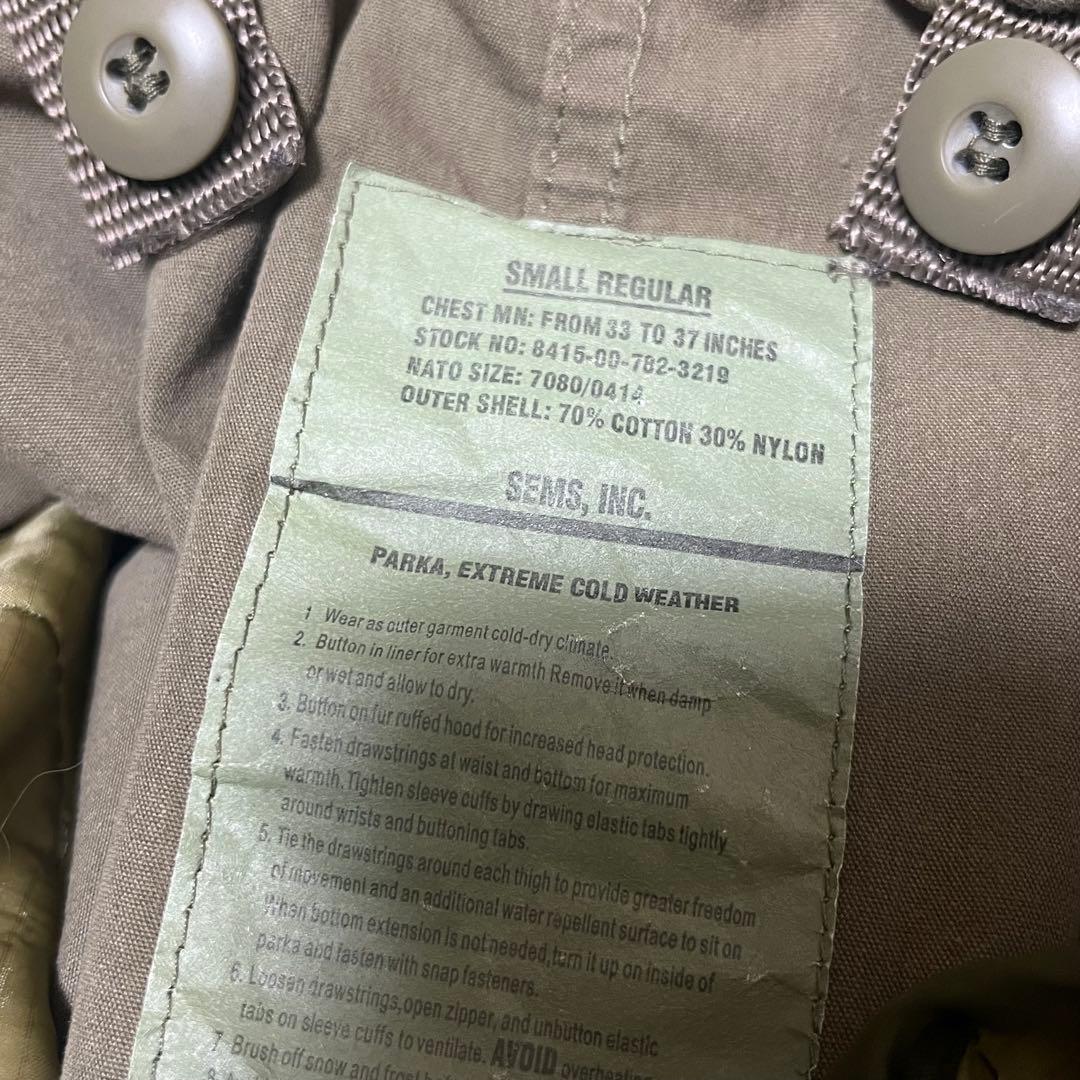 SMALL REGULAR
CHEST MN: FROM 33 TO 37 INCHES
STOCK NO: 8415-00-782-3219
NATO SIZE: 7080/0414
OUTER SHELL: 70% COTTON 30% NYLON
SEMS, INC.
PARKA, EXTREME COLD WEATHER
1 Wear as outer garment cold-dry climate.
2. Button in liner for extra warmth Remove it when damp
or wet and allow to dry.
3. Button on fur ruffed hood for increased head protection.
4. Fasten drawstrings at waist and bottom for maximum
warmth. Tighten sleeve cuffs by drawing elastic tabs tightly
around wrists and buttoning tabs.
5. Tie the drawstrings around each thigh to provide greater freedom
of movement and an additional water repellent surface to sit on
When bottom extension is not needed, turn it up on inside of
parka and fasten with snap fasteners.
6. Loosen drawstrings, open zipper, and unbutton elastic
tabs on sleeve cuffs to ventilate. AVOID overheating
7 Brush off snow and frost
8.